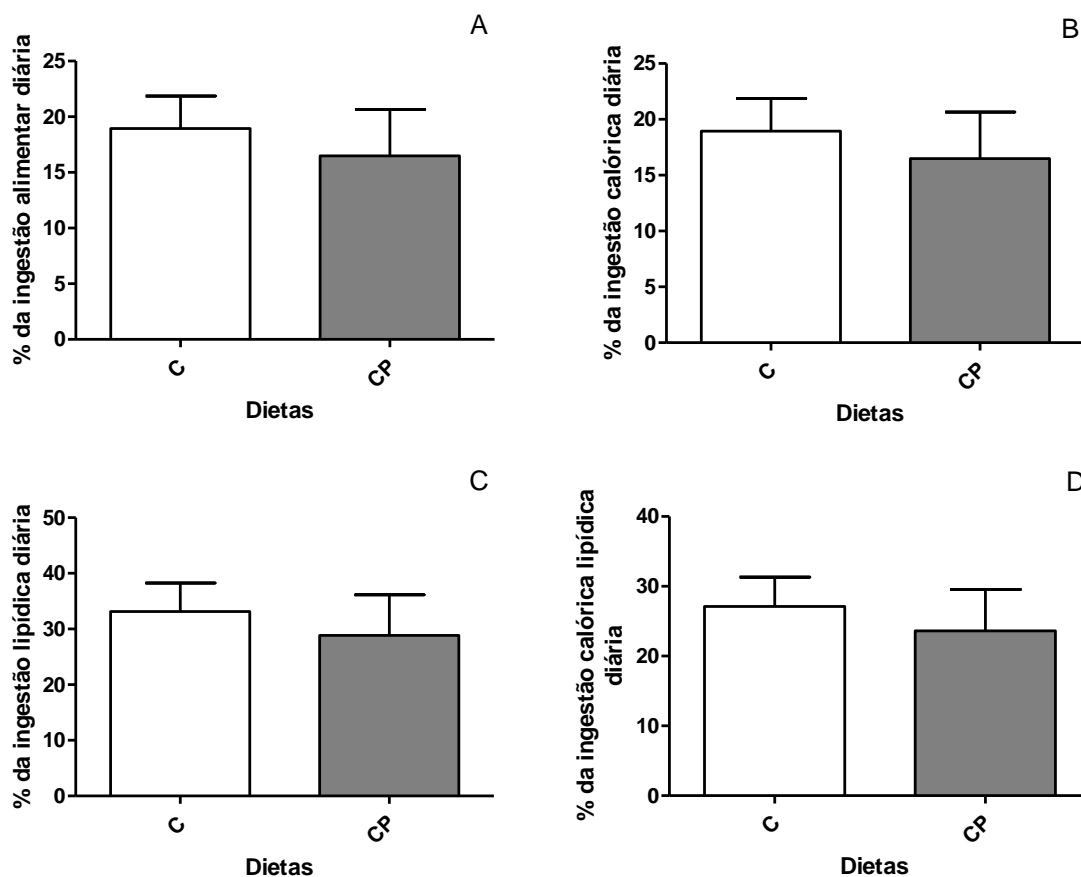 A
% da ingestão alimentar diária
25
20
15
10
5
0
C
CP
Dietas
B
% da ingestão calórica diária
25
20
15
10
5
0
C
CP
Dietas
C
% da ingestão lipídica diária
50
40
30
20
10
0
C
CP
Dietas
D
% da ingestão calórica lipídica
diária
40
30
20
10
0
C
CP
Dietas